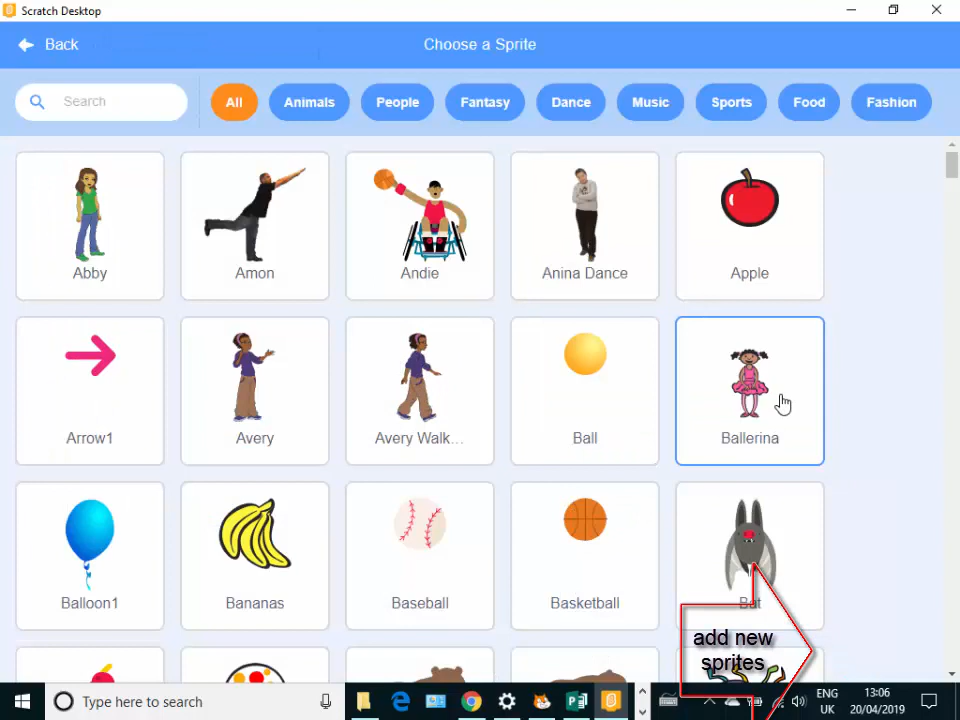 Scratch Desktop
Back
Choose a Sprite
Search
All
Animals
People
Fantasy
Dance
Music
Sports
Food
Fashion
Abby
Amon
Andie
Anina Dance
Apple
Arrow1
Avery
Avery Walk...
Ball
Ballerina
Balloon1
Bananas
Baseball
Basketball
Bat
add new
sprites
Type here to search
ENG
UK
13:06
20/04/2019